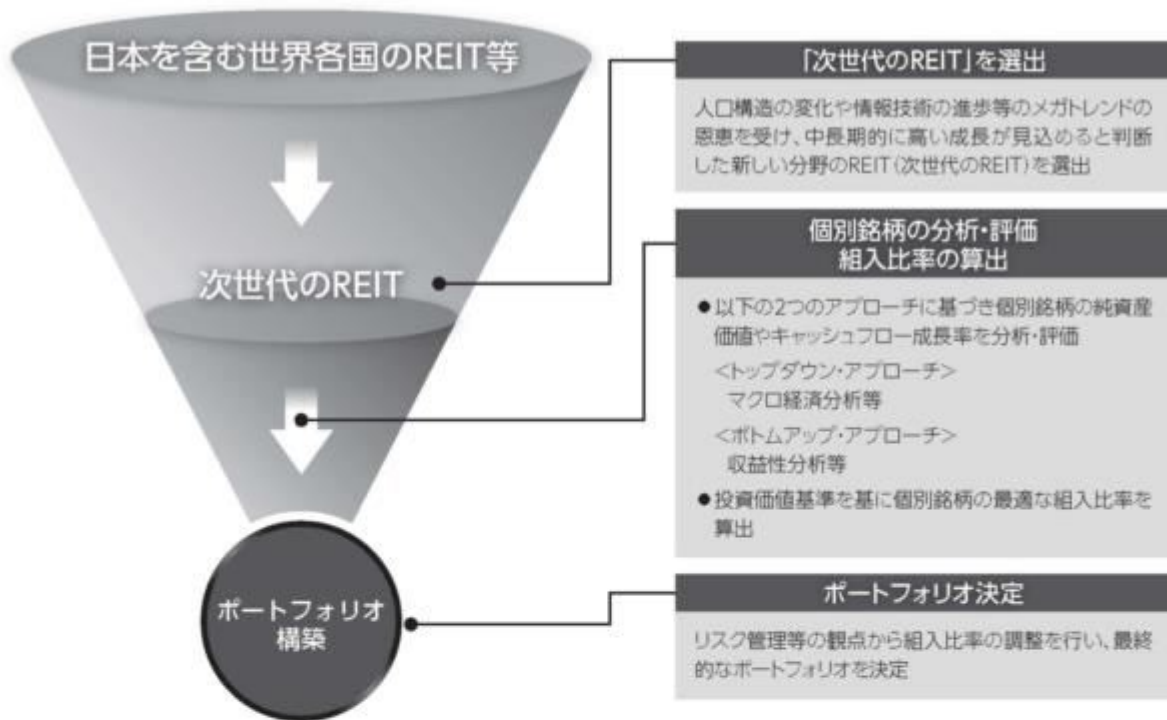 日本を含む世界各国のREIT等
次世代のREIT
ポートフォリオ
構築
「次世代のREIT」を選出
人口構造の変化や情報技術の進歩等のメガトレンドの
恩恵を受け、中長期的に高い成長が見込めると判断
した新しい分野のREIT(次世代のREIT)を選出
個別銘柄の分析・評価
組入比率の算出
●以下の2つのアプローチに基づき個別銘柄の純資産
価値やキャッシュフロー成長率を分析・評価
<トップダウン・アプローチ>
マクロ経済分析等
<ボトムアップ・アプローチ>
収益性分析等
●投資価値基準を基に個別銘柄の最適な組入比率を
算出
ポートフォリオ決定
リスク管理等の観点から組入比率の調整を行い、最終
的なポートフォリオを決定